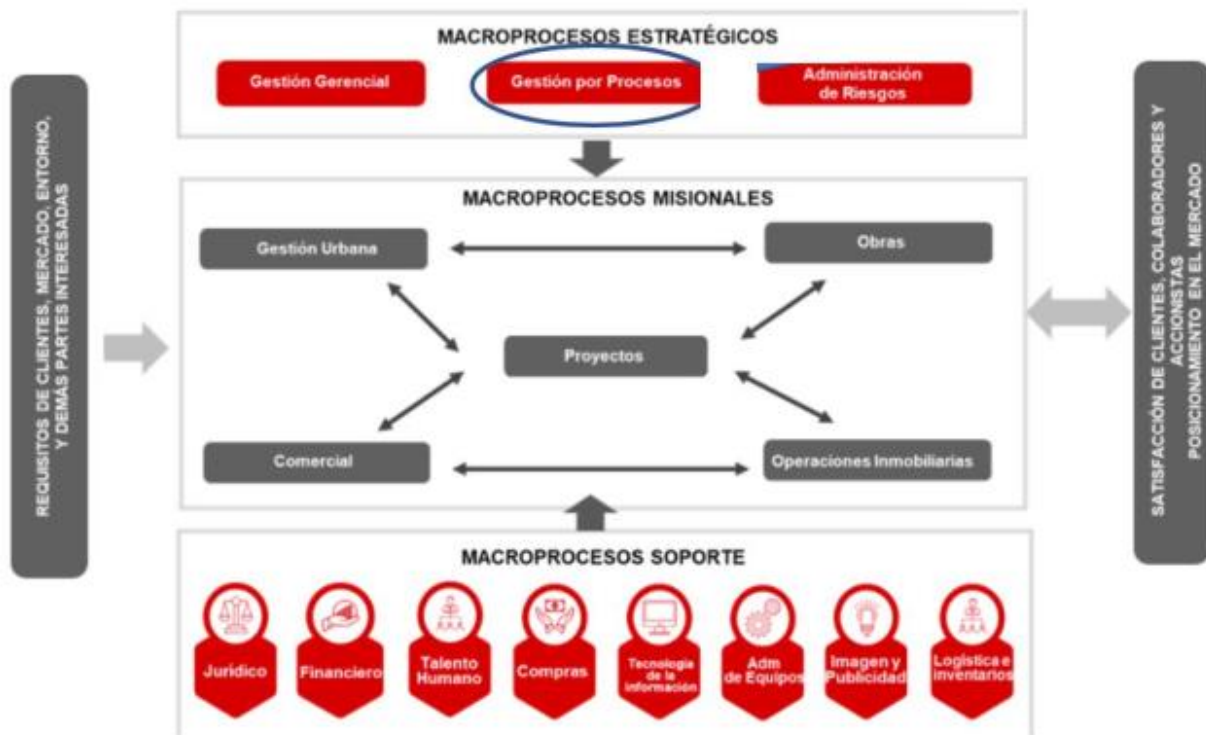 MACROPROCESOS ESTRATÉGICOS
Gestión Gerencial
Gestión por Procesos
Administración
de Riesgos
REQUISITOS DE CLIENTES, MERCADO, ENTORNO,
Y DEMÁS PARTES INTERESADAS
MACROPROCESOS MISIONALES
Gestión Urbana
Obras
Proyectos
Comercial
Operaciones Inmobiliarias
SATISFACCIÓN DE CLIENTES, COLABORADORES Y
ACCIONISTAS
POSICIONAMIENTO EN EL MERCADO
MACROPROCESOS SOPORTE
Jurídico
Financiero
Talento
Humano
Compras
Tecnología
de la
Información
Adm
de Equipos
Imagen y
Publicidad
Logística e
inventarios